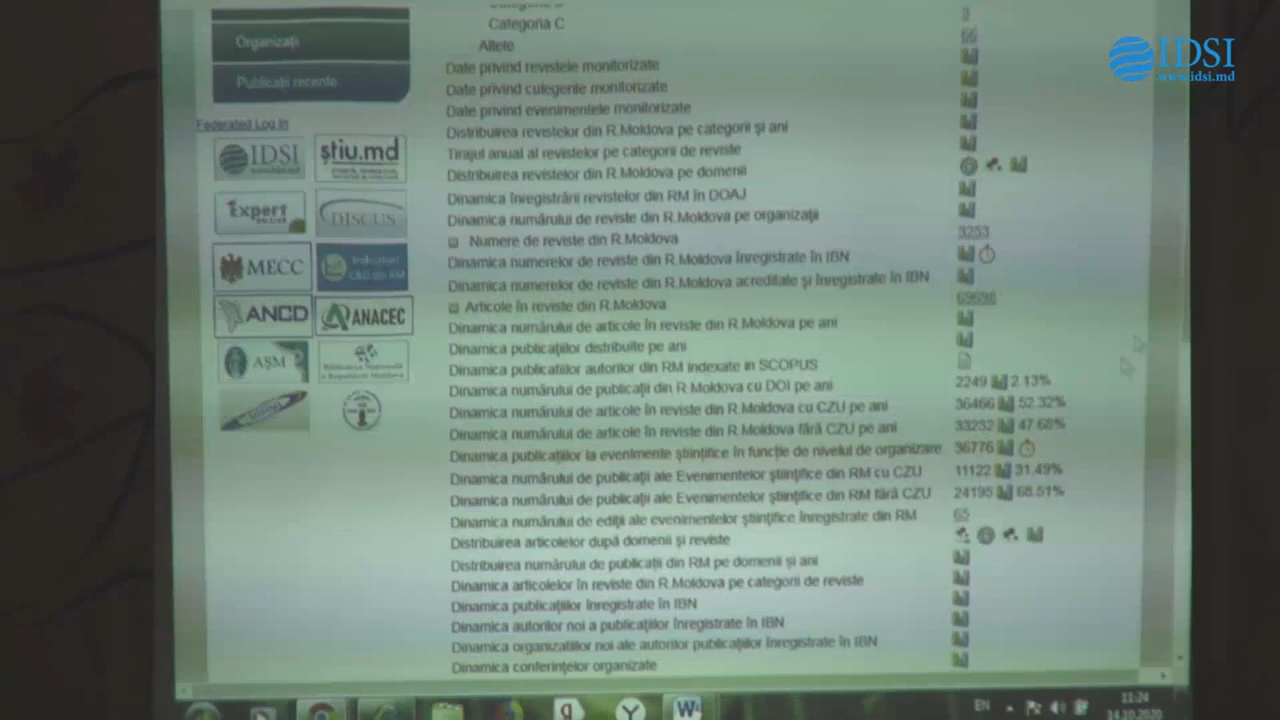 IDSI
www.idsi.md
Organizații
Publicații recente
Federated Log In
IDSI
știu.md
Expert
DISCUS
MECC
ANCD
ANACEC
AȘM
Categoria C 3
Altele 66
Date privind revistele monitorizate
Date privind culegerile monitorizate
Date privind evenimentele monitorizate
Distribuirea revistelor din R.Moldova pe categorii și ani
Tirajul anual al revistelor pe categorii de reviste
Distribuirea revistelor din R.Moldova pe domenii
Dinamica înregistrării revistelor din RM în DOAJ
Dinamica numărului de reviste din R.Moldova pe organizații
Numere de reviste din R.Moldova 3253
Dinamica numerelor de reviste din R.Moldova înregistrate în IBN
Dinamica numerelor de reviste din R.Moldova acreditate și înregistrate în IBN
Articole în reviste din R.Moldova 69698
Dinamica numărului de articole în reviste din R.Moldova pe ani
Dinamica publicațiilor distribuite pe ani
Dinamica publicatiilor autorilor din RM indexate in SCOPUS
Dinamica numărului de publicații din R.Moldova cu DOI pe ani 2249 2.13%
Dinamica numărului de articole în reviste din R.Moldova cu CZU pe ani 36466 52.32%
Dinamica numărului de articole în reviste din R.Moldova fără CZU pe ani 33232 47.68%
Dinamica publicațiilor la evenimente științifice în funcție de nivelul de organizare 36776
Dinamica numărului de publicații ale Evenimentelor științifice din RM cu CZU 11122 31.49%
Dinamica numărului de publicații ale Evenimentelor științifice din RM fără CZU 24195 68.51%
Dinamica numărului de ediții ale evenimentelor științifice înregistrate din RM 65
Distribuirea articolelor după domenii și reviste
Distribuirea numărului de publicații din RM pe domenii și ani
Dinamica articolelor în reviste din R.Moldova pe categorii de reviste
Dinamica publicațiilor înregistrate în IBN
Dinamica autorilor noi a publicațiilor înregistrate în IBN
Dinamica organizatiilor noi ale autorilor publicațiilor înregistrate în IBN
Dinamica conferințelor organizate
EN
11:24
14.10.2020